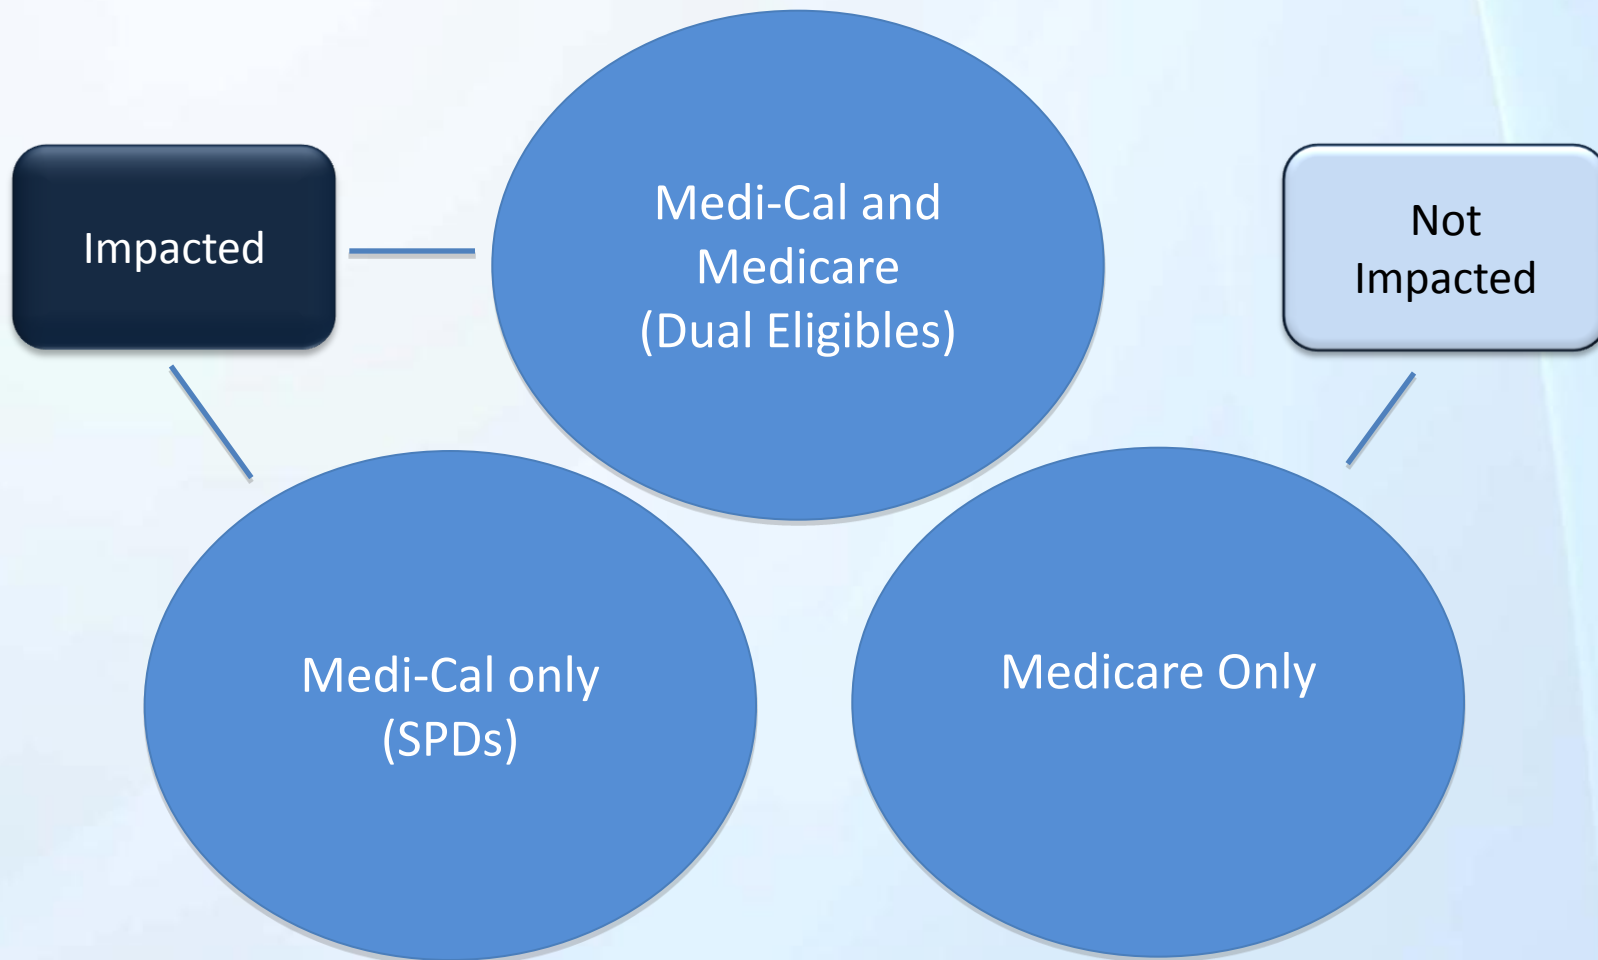 Impacted
Medi-Cal and
Medicare
(Dual Eligibles)
Not
Impacted
Medi-Cal only
(SPDs)
Medicare Only